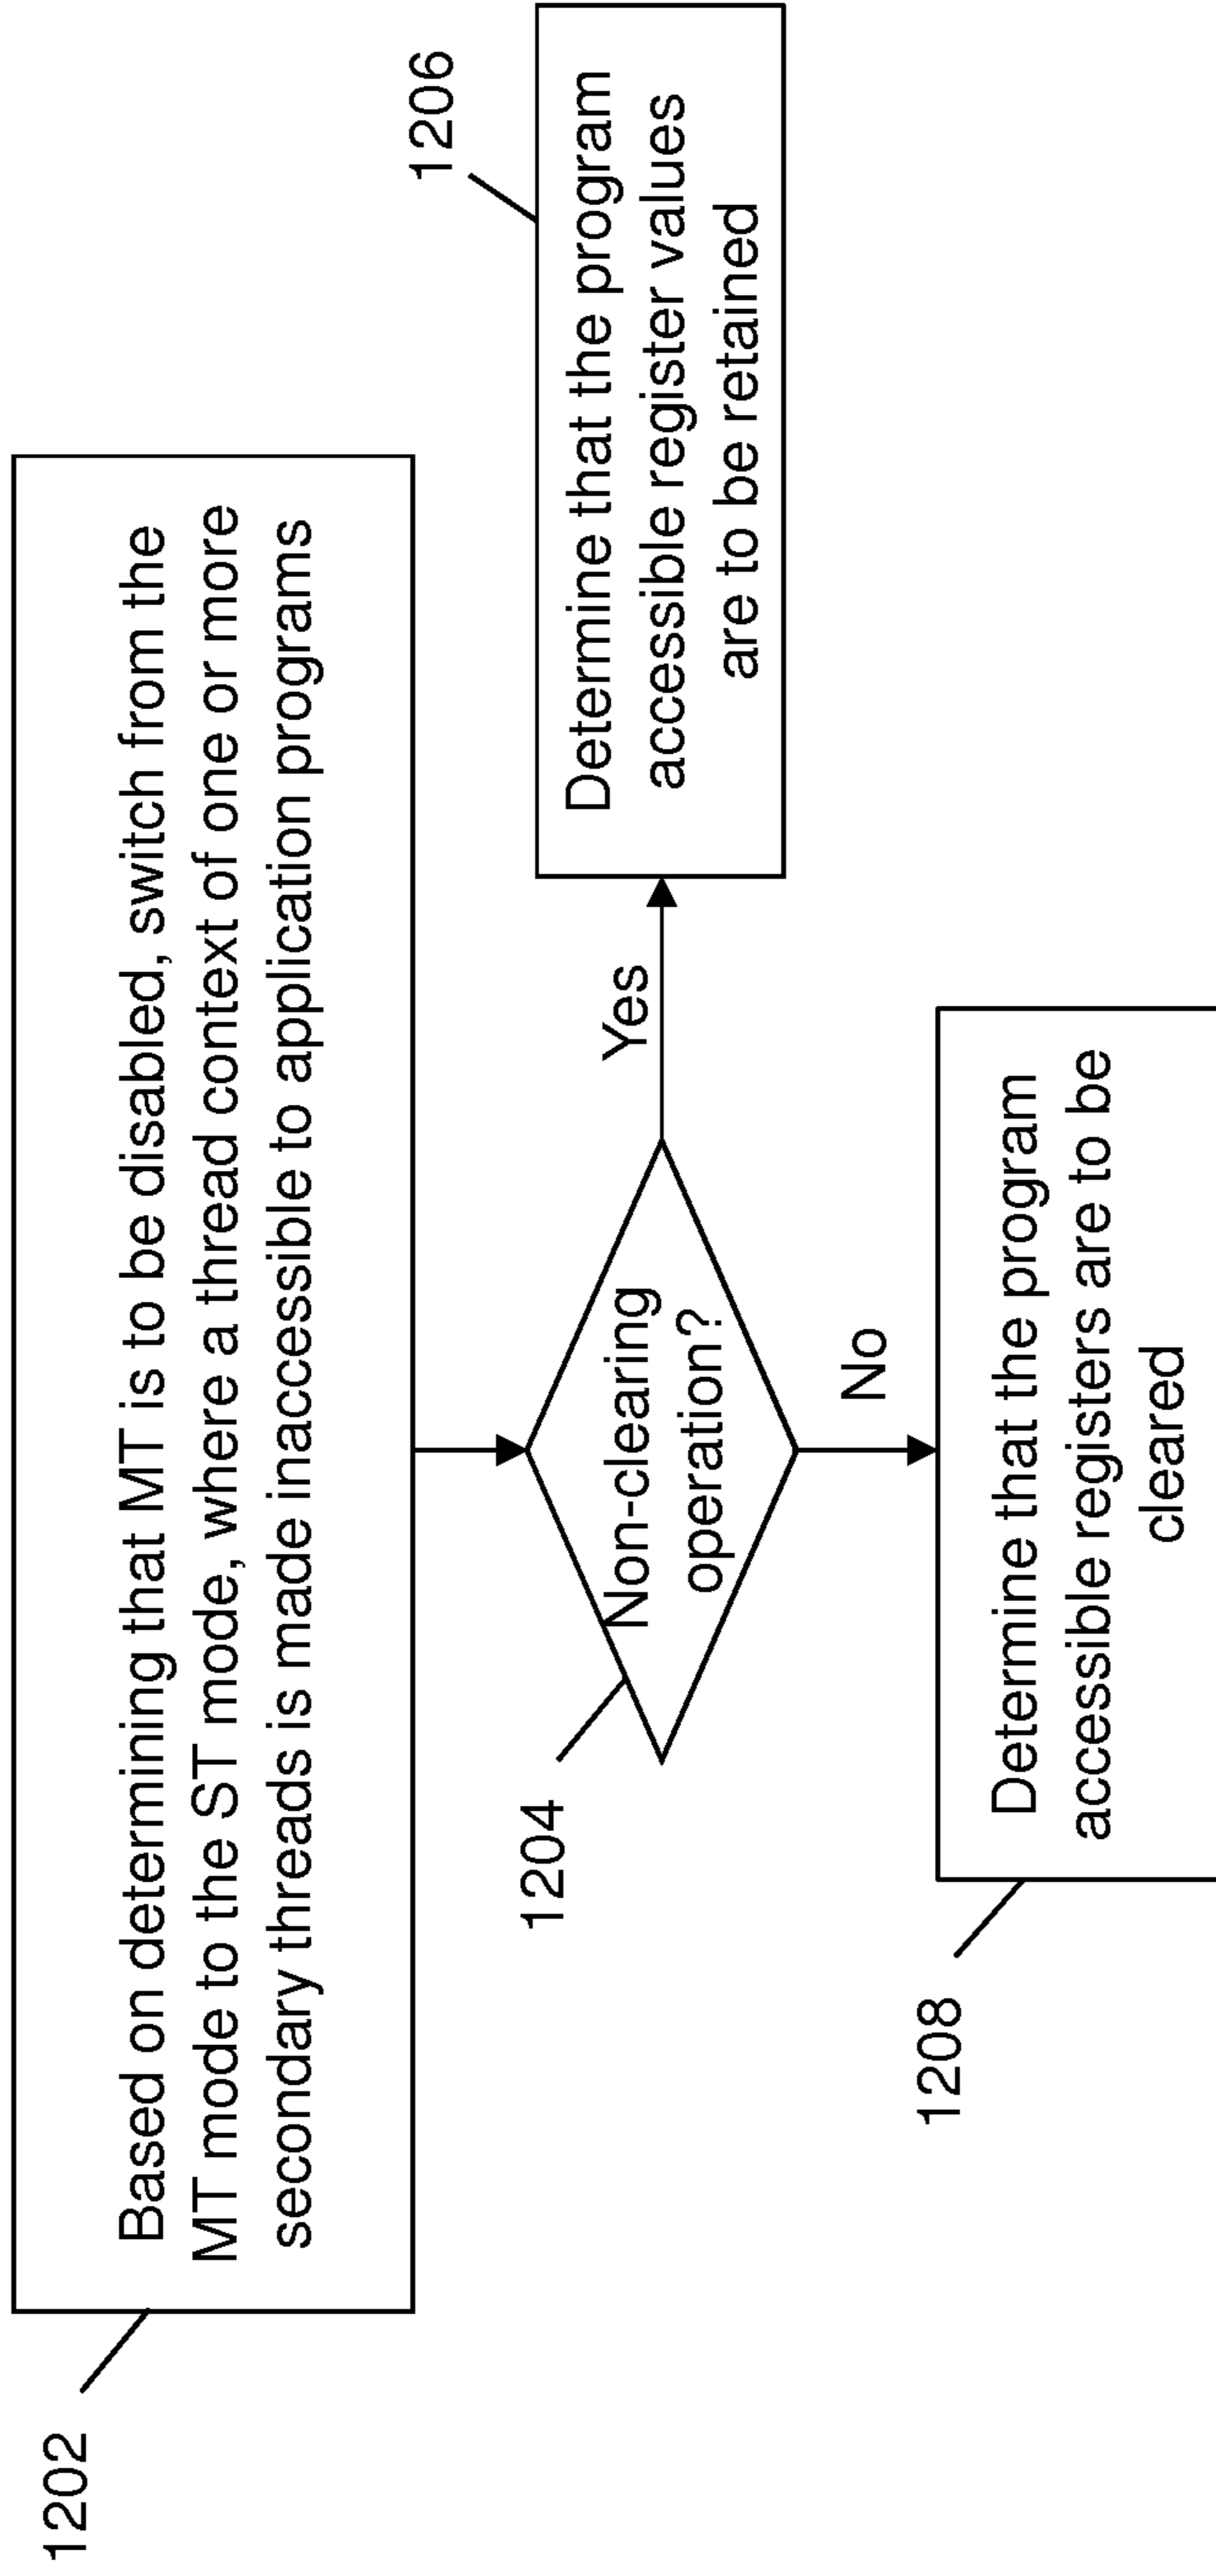 1202
Based on determining that MT is to be disabled, switch from the
MT mode to the ST mode, where a thread context of one or more
secondary threads is made inaccessible to application programs
1204
Non-clearing
operation?
Yes
1206
Determine that the program
accessible register values
are to be retained
No
1208
Determine that the program
accessible registers are to be
cleared